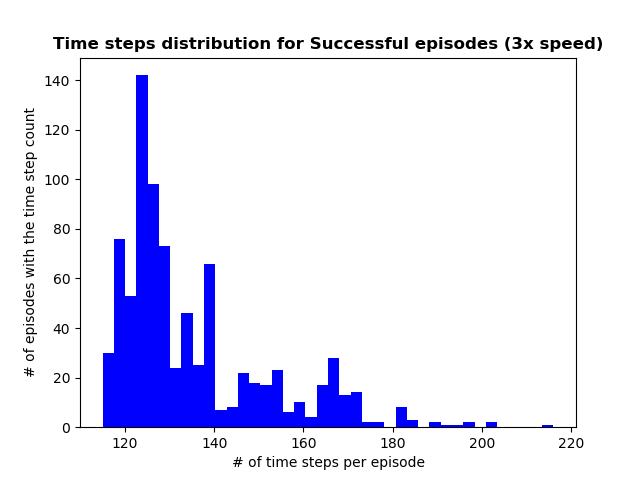 Time steps distribution for Successful episodes (3x speed)
140
120
100
80
60
40
20
0
# of episodes with the time step count
120 140 160 180 200 220
# of time steps per episode